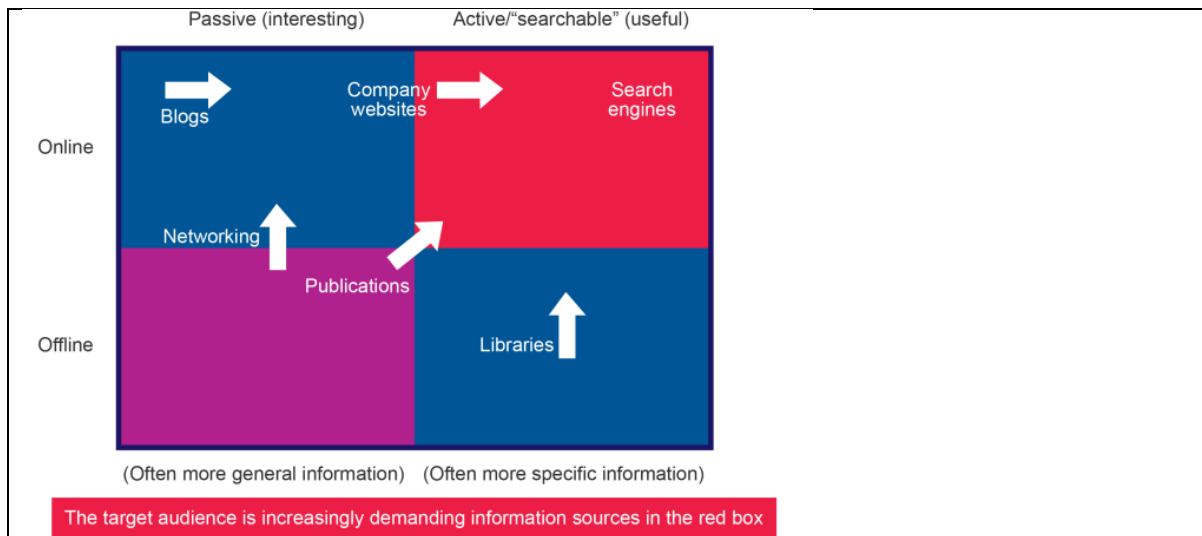 Passive (interesting)
Active/“searchable” (useful)
Online
Blogs
Company
websites
Search
engines
Networking
Publications
Offline
Libraries
(Often more general information)
(Often more specific information)
The target audience is increasingly demanding information sources in the red box